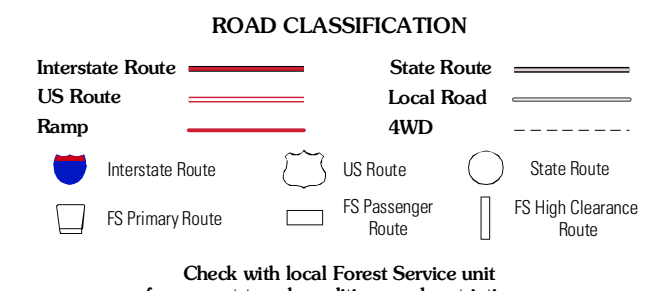 ROAD CLASSIFICATION
Interstate Route
State Route
US Route
Local Road
Ramp
4WD
Interstate Route
US Route
State Route
FS Primary Route
FS Passenger
Route
FS High Clearance
Route
Check with local Forest Service unit